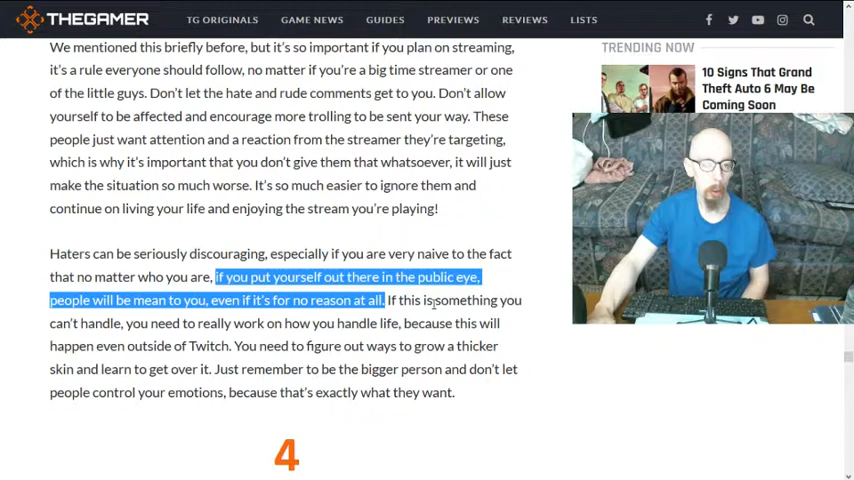 THEGAMER
TG ORIGINALS
GAME NEWS
GUIDES
PREVIEWS
REVIEWS
LISTS
We mentioned this briefly before, but it's so important if you plan on streaming,
it's a rule everyone should follow, no matter if you're a big time streamer or one
of the little guys. Don't let the hate and rude comments get to you. Don't allow
yourself to be affected and encourage more trolling to be sent your way. These
people just want attention and a reaction from the streamer they're targeting,
which is why it's important that you don't give them that whatsoever, it will just
make the situation so much worse. It's so much easier to ignore them and
continue on living your life and enjoying the stream you're playing!
Haters can be seriously discouraging, especially if you are very naive to the fact
that no matter who you are, if you put yourself out there in the public eye,
people will be mean to you, even if it's for no reason at all. If this is something you
can't handle, you need to really work on how you handle life, because this will
happen even outside of Twitch. You need to figure out ways to grow a thicker
skin and learn to get over it. Just remember to be the bigger person and don't let
people control your emotions, because that's exactly what they want.
4
TRENDING NOW
10 Signs That Grand
Theft Auto 6 May Be
Coming Soon